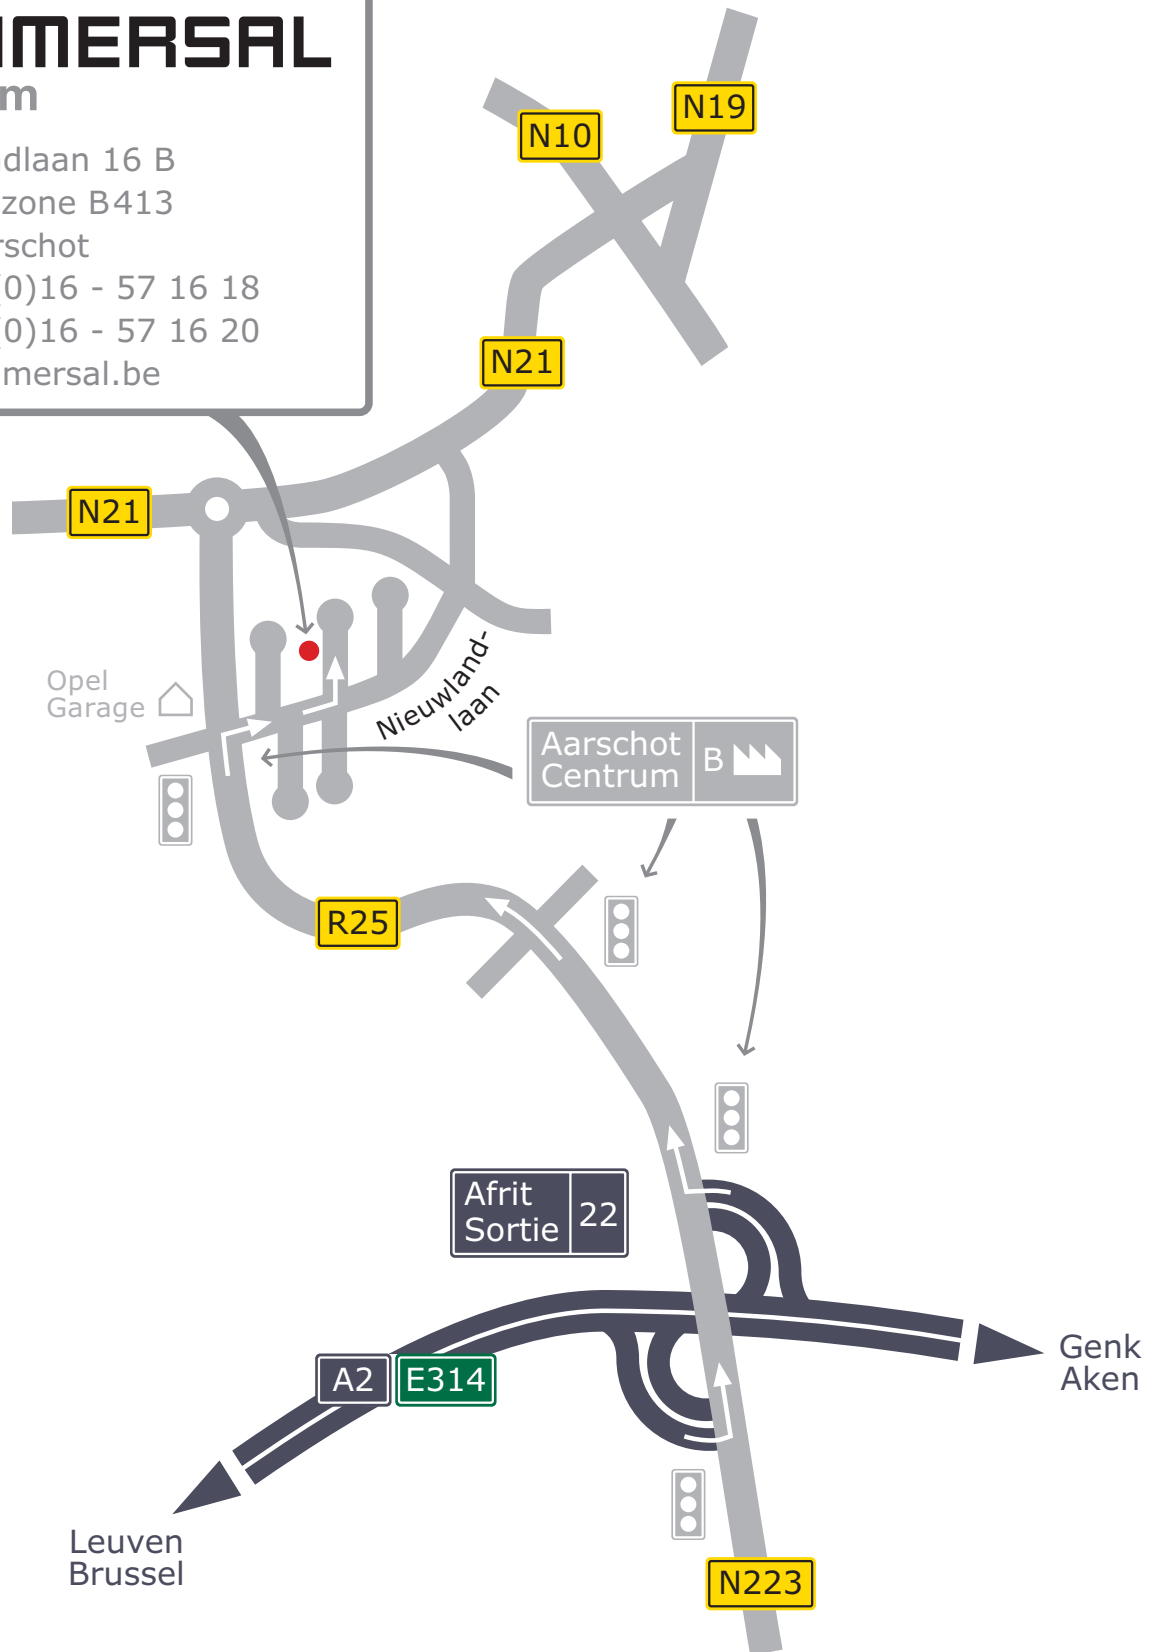 MERSAL
m
dlaan 16 B
zone B413
rschot
0)16 - 57 16 18
0)16 - 57 16 20
mersal.be
N10
N19
N21
N21
Nieuwland-
laan
Opel
Garage
Aarschot
Centrum
B
R25
Afrit
Sortie
22
A2
E314
Genk
Aken
Leuven
Brussel
N223